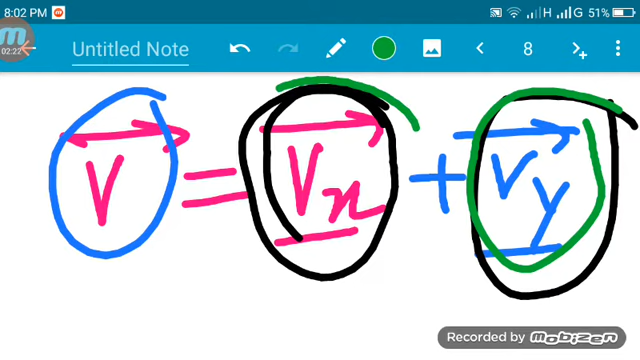 8:02 PM H G 51%
02:22 Untitled Note 8
V = Vx + Vy
Recorded by mobizen